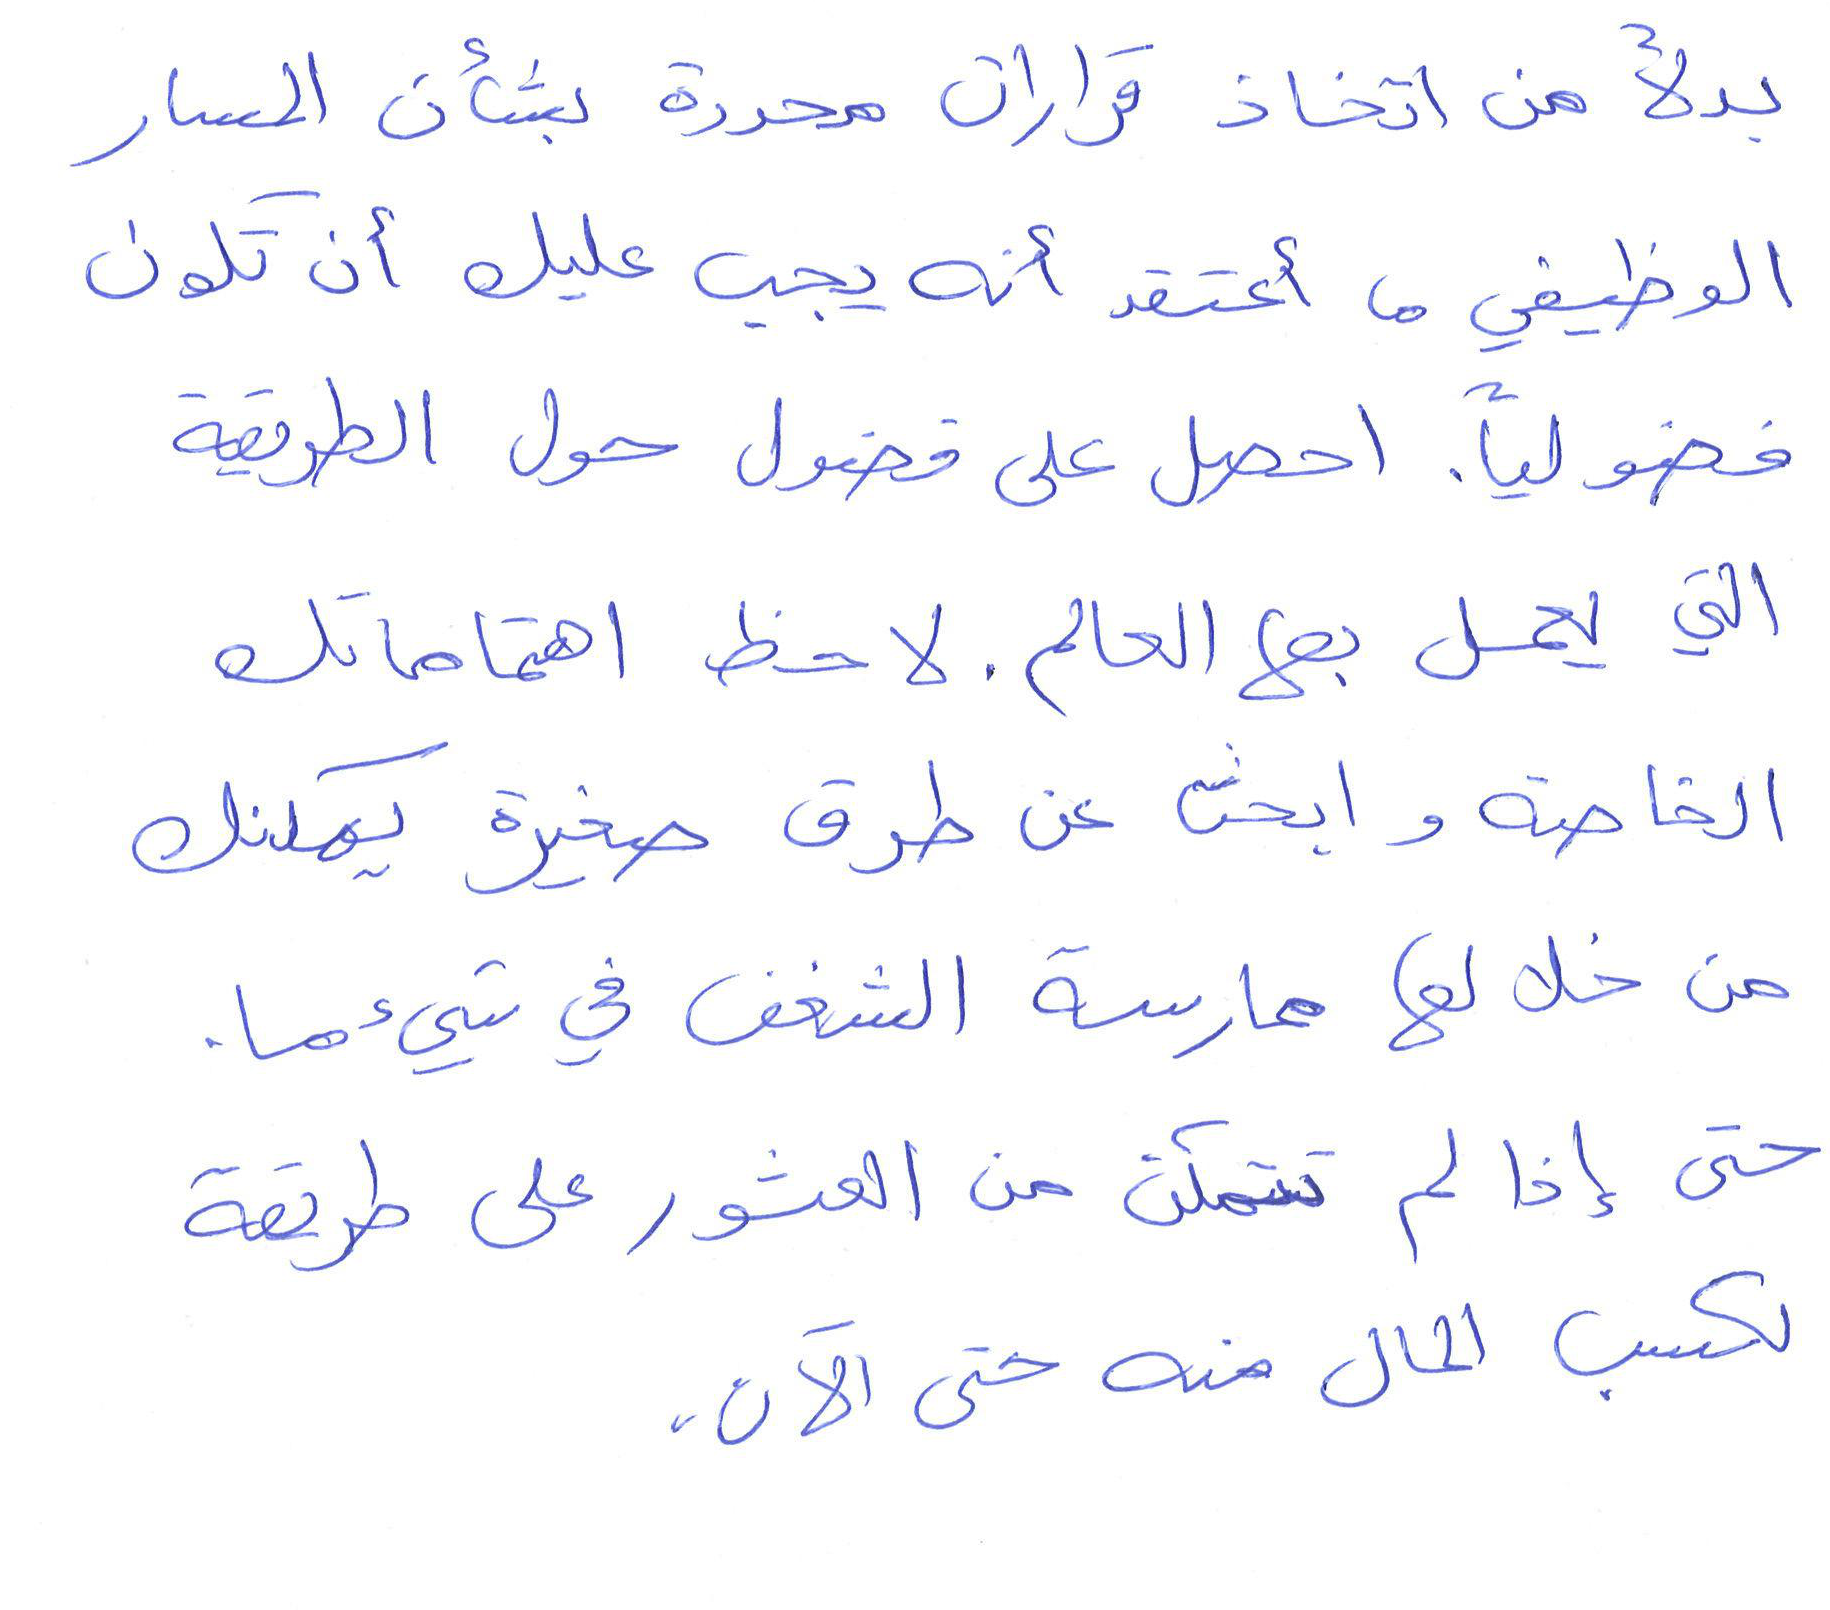 بدلاً من اتخاذ قرارات محددة بشأن المسار
الوظيفي ما أعتقد أنه يجب عليك أن تكون
فضولياً. احصل على فضول حول الطريقة
التي يعمل بها العالم. لاحظ اهتماماتك
الخاصة وابحث عن طرق صغيرة يمكنك
من خلالها ممارسة الشغف في شيء ما.
حتى إذا لم تتمكن من العثور على طريقة
لكسب المال منه حتى الآن.